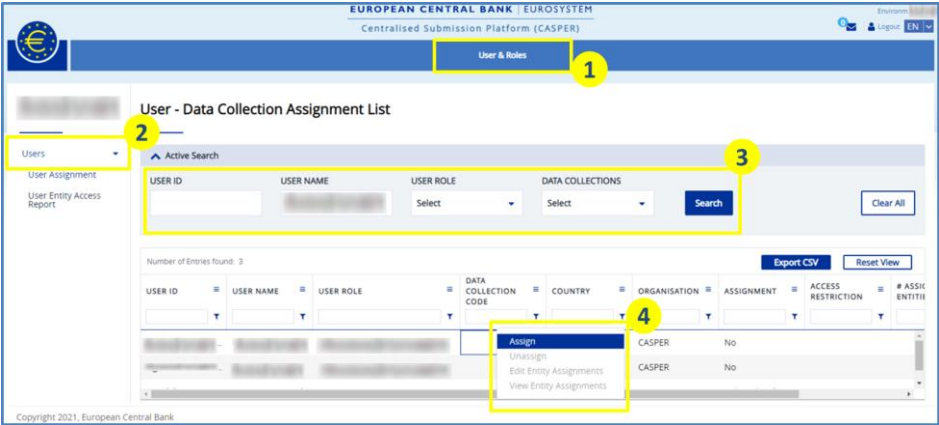 EUROPEAN CENTRAL BANK | EUROSYSTEM
Centralised Submission Platform (CASPER)
Environm
0
Logout EN
User & Roles
1
User - Data Collection Assignment List
2
Users
User Assignment
User Entity Access
Report
Active Search
3
USER ID USER NAME USER ROLE DATA COLLECTIONS
Select Select Search Clear All
Number of Entries found: 3
Export CSV Reset View
USER ID USER NAME USER ROLE DATA COLLECTION CODE COUNTRY ORGANISATION ASSIGNMENT ACCESS RESTRICTION # ASSIG ENTITIE
4
Assign CASPER No
Unassign
Edit Entity Assignments CASPER No
View Entity Assignments
Copyright 2021, European Central Bank